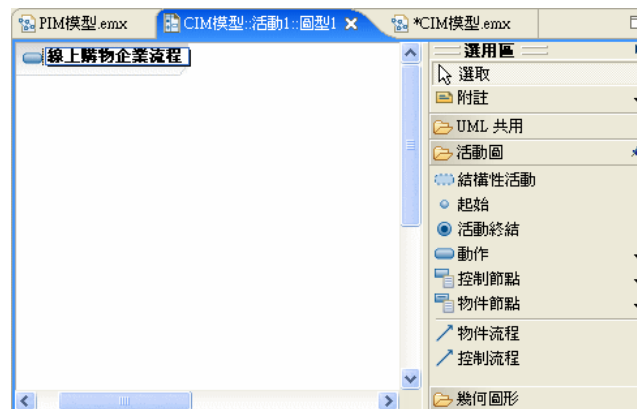 PIM模型.emx
CIM模型::活動1::圖型1
*CIM模型.emx
線上購物企業流程
選用區
選取
附註
UML 共用
活動圖
結構性活動
起始
活動終結
動作
控制節點
物件節點
物件流程
控制流程
幾何圖形